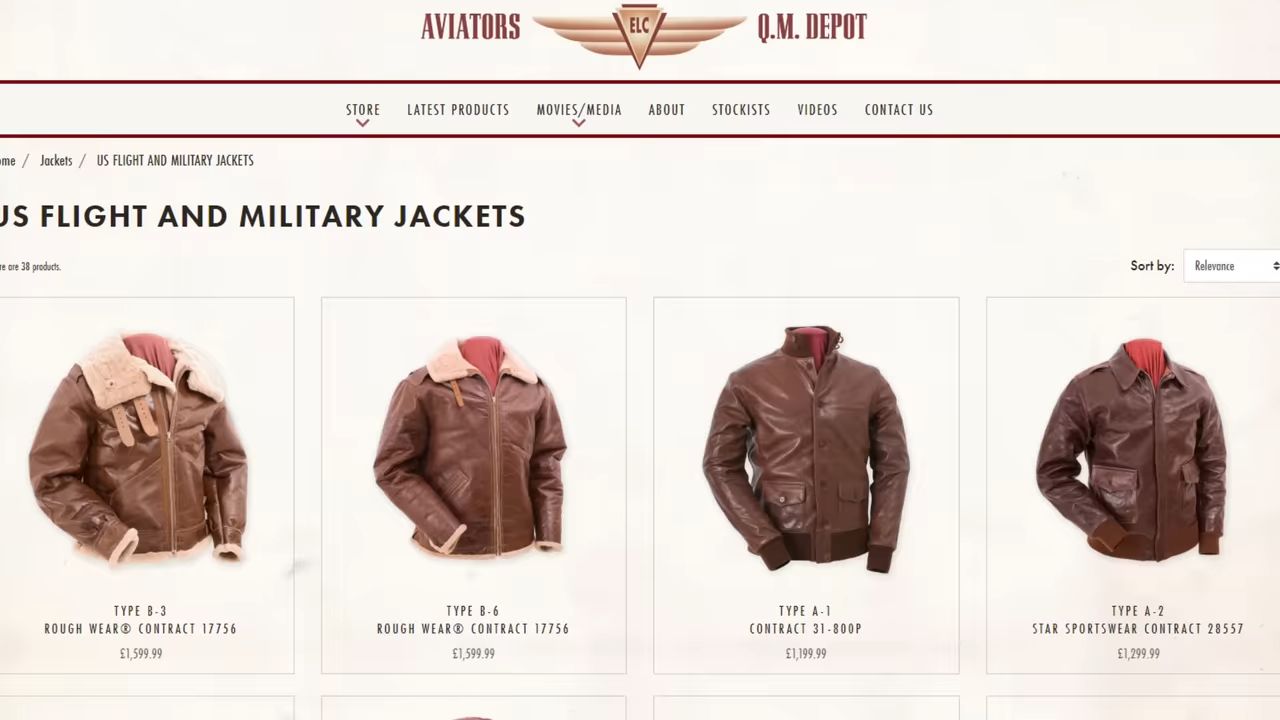 AVIATORS ELC Q.M. DEPOT
STORE LATEST PRODUCTS MOVIES/MEDIA ABOUT STOCKISTS VIDEOS CONTACT US
ome / Jackets / US FLIGHT AND MILITARY JACKETS
US FLIGHT AND MILITARY JACKETS
re are 38 products.
Sort by: Relevance
TYPE B-3
ROUGH WEAR® CONTRACT 17756
£1,599.99
TYPE B-6
ROUGH WEAR® CONTRACT 17756
£1,599.99
TYPE A-1
CONTRACT 31-800P
£1,199.99
TYPE A-2
STAR SPORTSWEAR CONTRACT 28557
£1,299.99